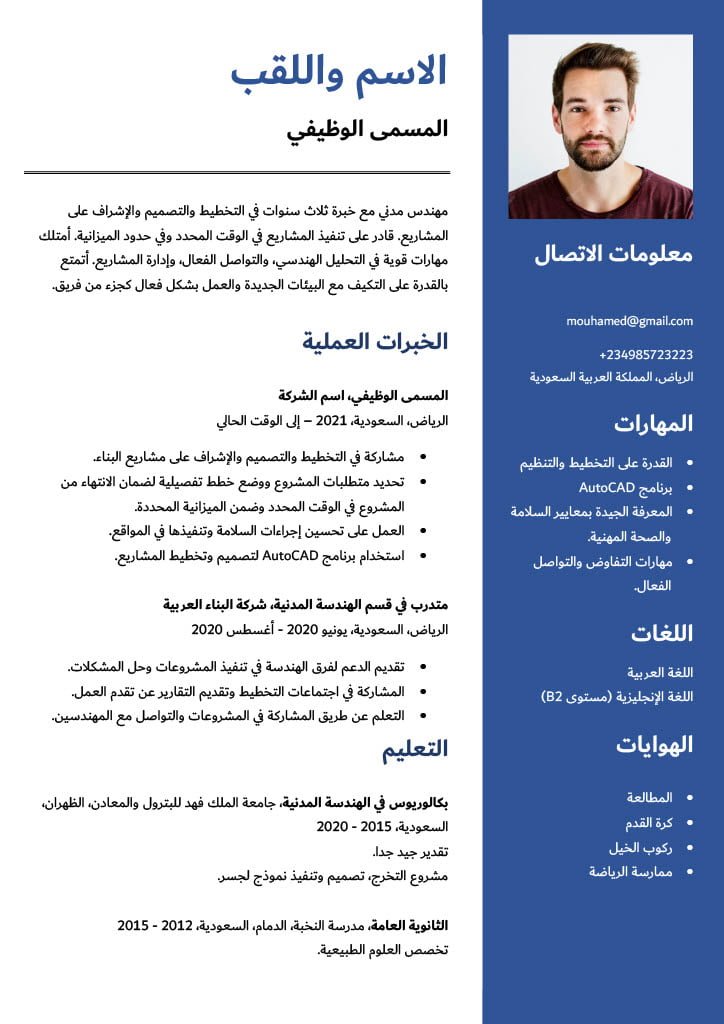 الاسم واللقب
المسمى الوظيفي
مهندس مدني مع خبرة ثلاث سنوات في التخطيط والتصميم والإشراف على
المشاريع. قادر على تنفيذ المشاريع في الوقت المحدد وفي حدود الميزانية. أمتلك
مهارات قوية في التحليل الهندسي، والتواصل الفعال، وإدارة المشاريع. أتمتع
بالقدرة على التكيف مع البيئات الجديدة والعمل بشكل فعال كجزء من فريق.
الخبرات العملية
المسمى الوظيفي، اسم الشركة
الرياض، السعودية، 2021 – إلى الوقت الحالي
• مشاركة في التخطيط والتصميم والإشراف على مشاريع البناء.
• تحديد متطلبات المشروع ووضع خطط تفصيلية لضمان الانتهاء من
المشروع في الوقت المحدد وضمن الميزانية المحددة.
• العمل على تحسين إجراءات السلامة وتنفيذها في المواقع.
• استخدام برنامج AutoCAD لتصميم وتخطيط المشاريع.
متدرب في قسم الهندسة المدنية، شركة البناء العربية
الرياض، السعودية، يونيو 2020 - أغسطس 2020
• تقديم الدعم لفرق الهندسة في تنفيذ المشروعات وحل المشكلات.
• المشاركة في اجتماعات التخطيط وتقديم التقارير عن تقدم العمل.
• التعلم عن طريق المشاركة في المشروعات والتواصل مع المهندسين.
التعليم
بكالوريوس في الهندسة المدنية، جامعة الملك فهد للبترول والمعادن، الظهران،
السعودية، 2015 - 2020
تقدير جيد جدا.
مشروع التخرج، تصميم وتنفيذ نموذج لجسر.
الثانوية العامة، مدرسة النخبة، الدمام، السعودية، 2012 - 2015
تخصص العلوم الطبيعية.
معلومات الاتصال
mouhamed@gmail.com
+234985723223
الرياض، المملكة العربية السعودية
المهارات
• القدرة على التخطيط والتنظيم
• برنامج AutoCAD
• المعرفة الجيدة بمعايير السلامة
والصحة المهنية.
• مهارات التفاوض والتواصل
الفعال.
اللغات
اللغة العربية
اللغة الإنجليزية (مستوى B2)
الهوايات
• المطالعة
• كرة القدم
• ركوب الخيل
• ممارسة الرياضة